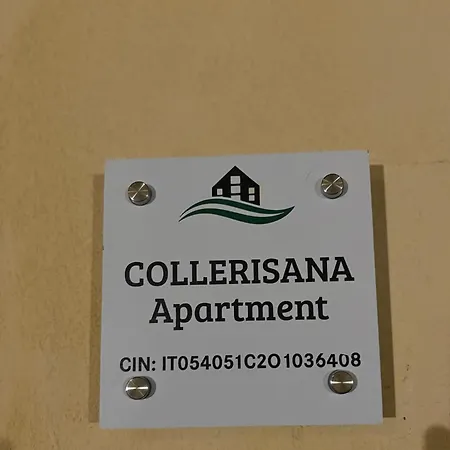 COLLERISANA
Apartment
CIN: IT054051C2O1036408